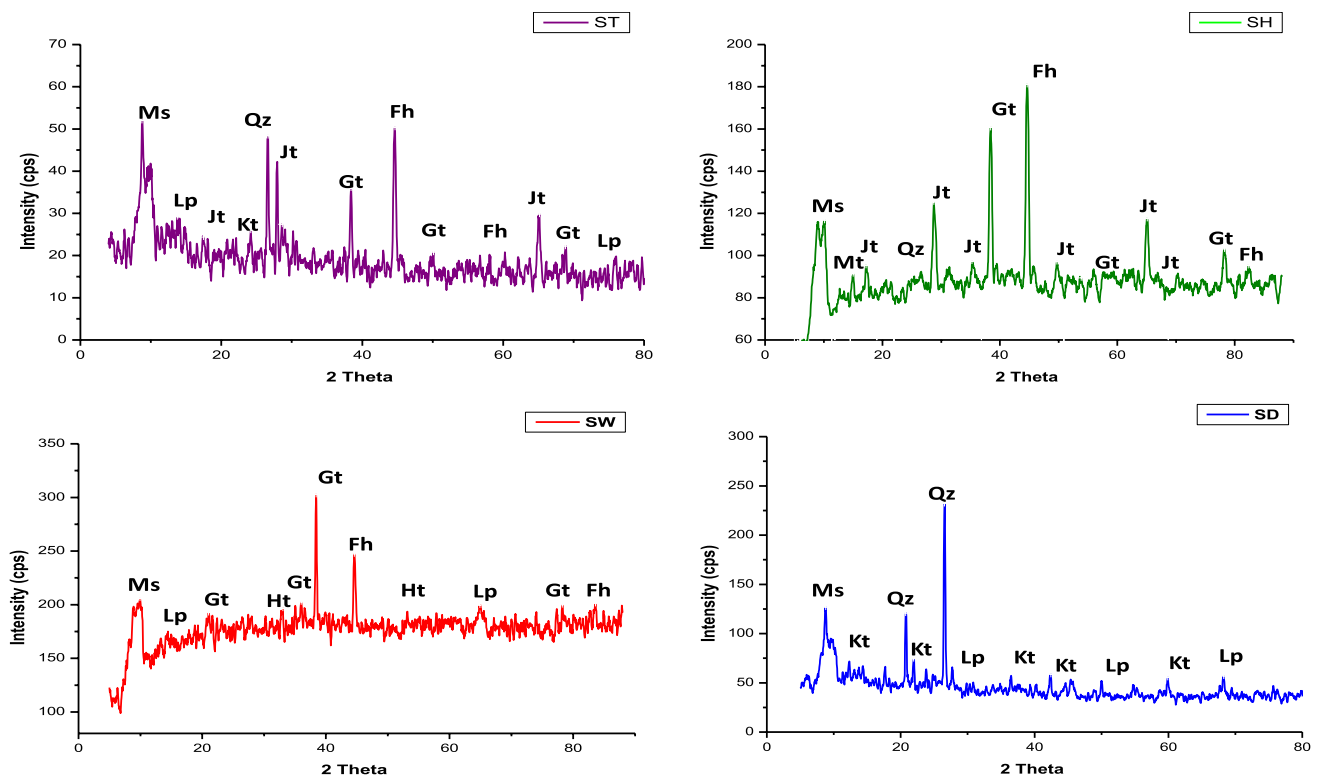 ST
70
60
50
40
30
20
10
0
Intensity (cps)
Ms
Lp
Jt
Kt
Qz
Jt
Gt
Fh
Gt
Fh
Jt
Gt
Lp
0 20 40 60 80
2 Theta
SH
200
180
160
140
120
100
80
60
Intensity (cps)
Ms
Mt
Jt
Qz
Jt
Jt
Gt
Fh
Jt
Gt
Jt
Jt
Gt
Fh
0 20 40 60 80
2 Theta
SW
350
300
250
200
150
100
Intensity (cps)
Ms
Lp
Gt
Ht
Gt
Gt
Fh
Ht
Lp
Gt
Fh
0 20 40 60 80
2 Theta
SD
300
250
200
150
100
50
0
Intensity (cps)
Ms
Kt
Qz
Kt
Qz
Lp
Kt
Kt
Lp
Kt
Lp
0 20 40 60 80
2 Theta